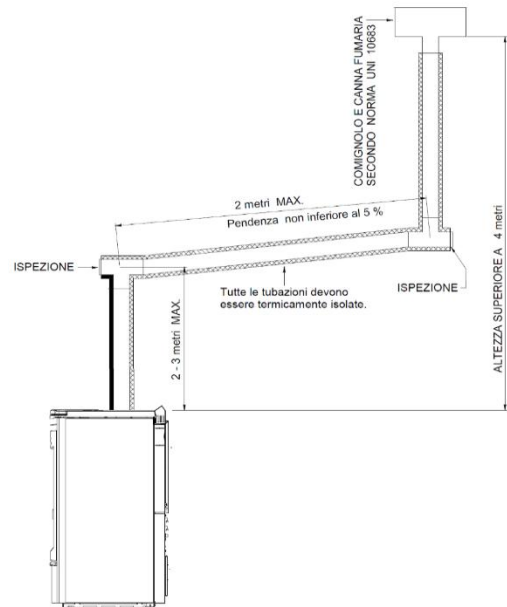 COMIGNOLO E CANNA FUMARIA
SECONDO NORMA UNI 10683
2 metri MAX.
Pendenza non inferiore al 5 %
ISPEZIONE
Tutte le tubazioni devono
essere termicamente isolate.
ISPEZIONE
2 - 3 metri MAX.
ALTEZZA SUPERIORE A 4 metri